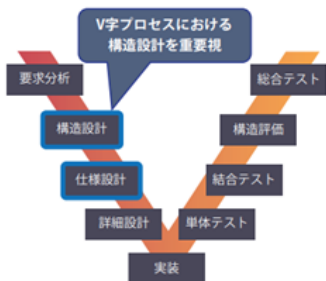 V字プロセスにおける
構造設計を重要視
要求分析
総合テスト
構造設計
構造評価
仕様設計
結合テスト
詳細設計
単体テスト
実装